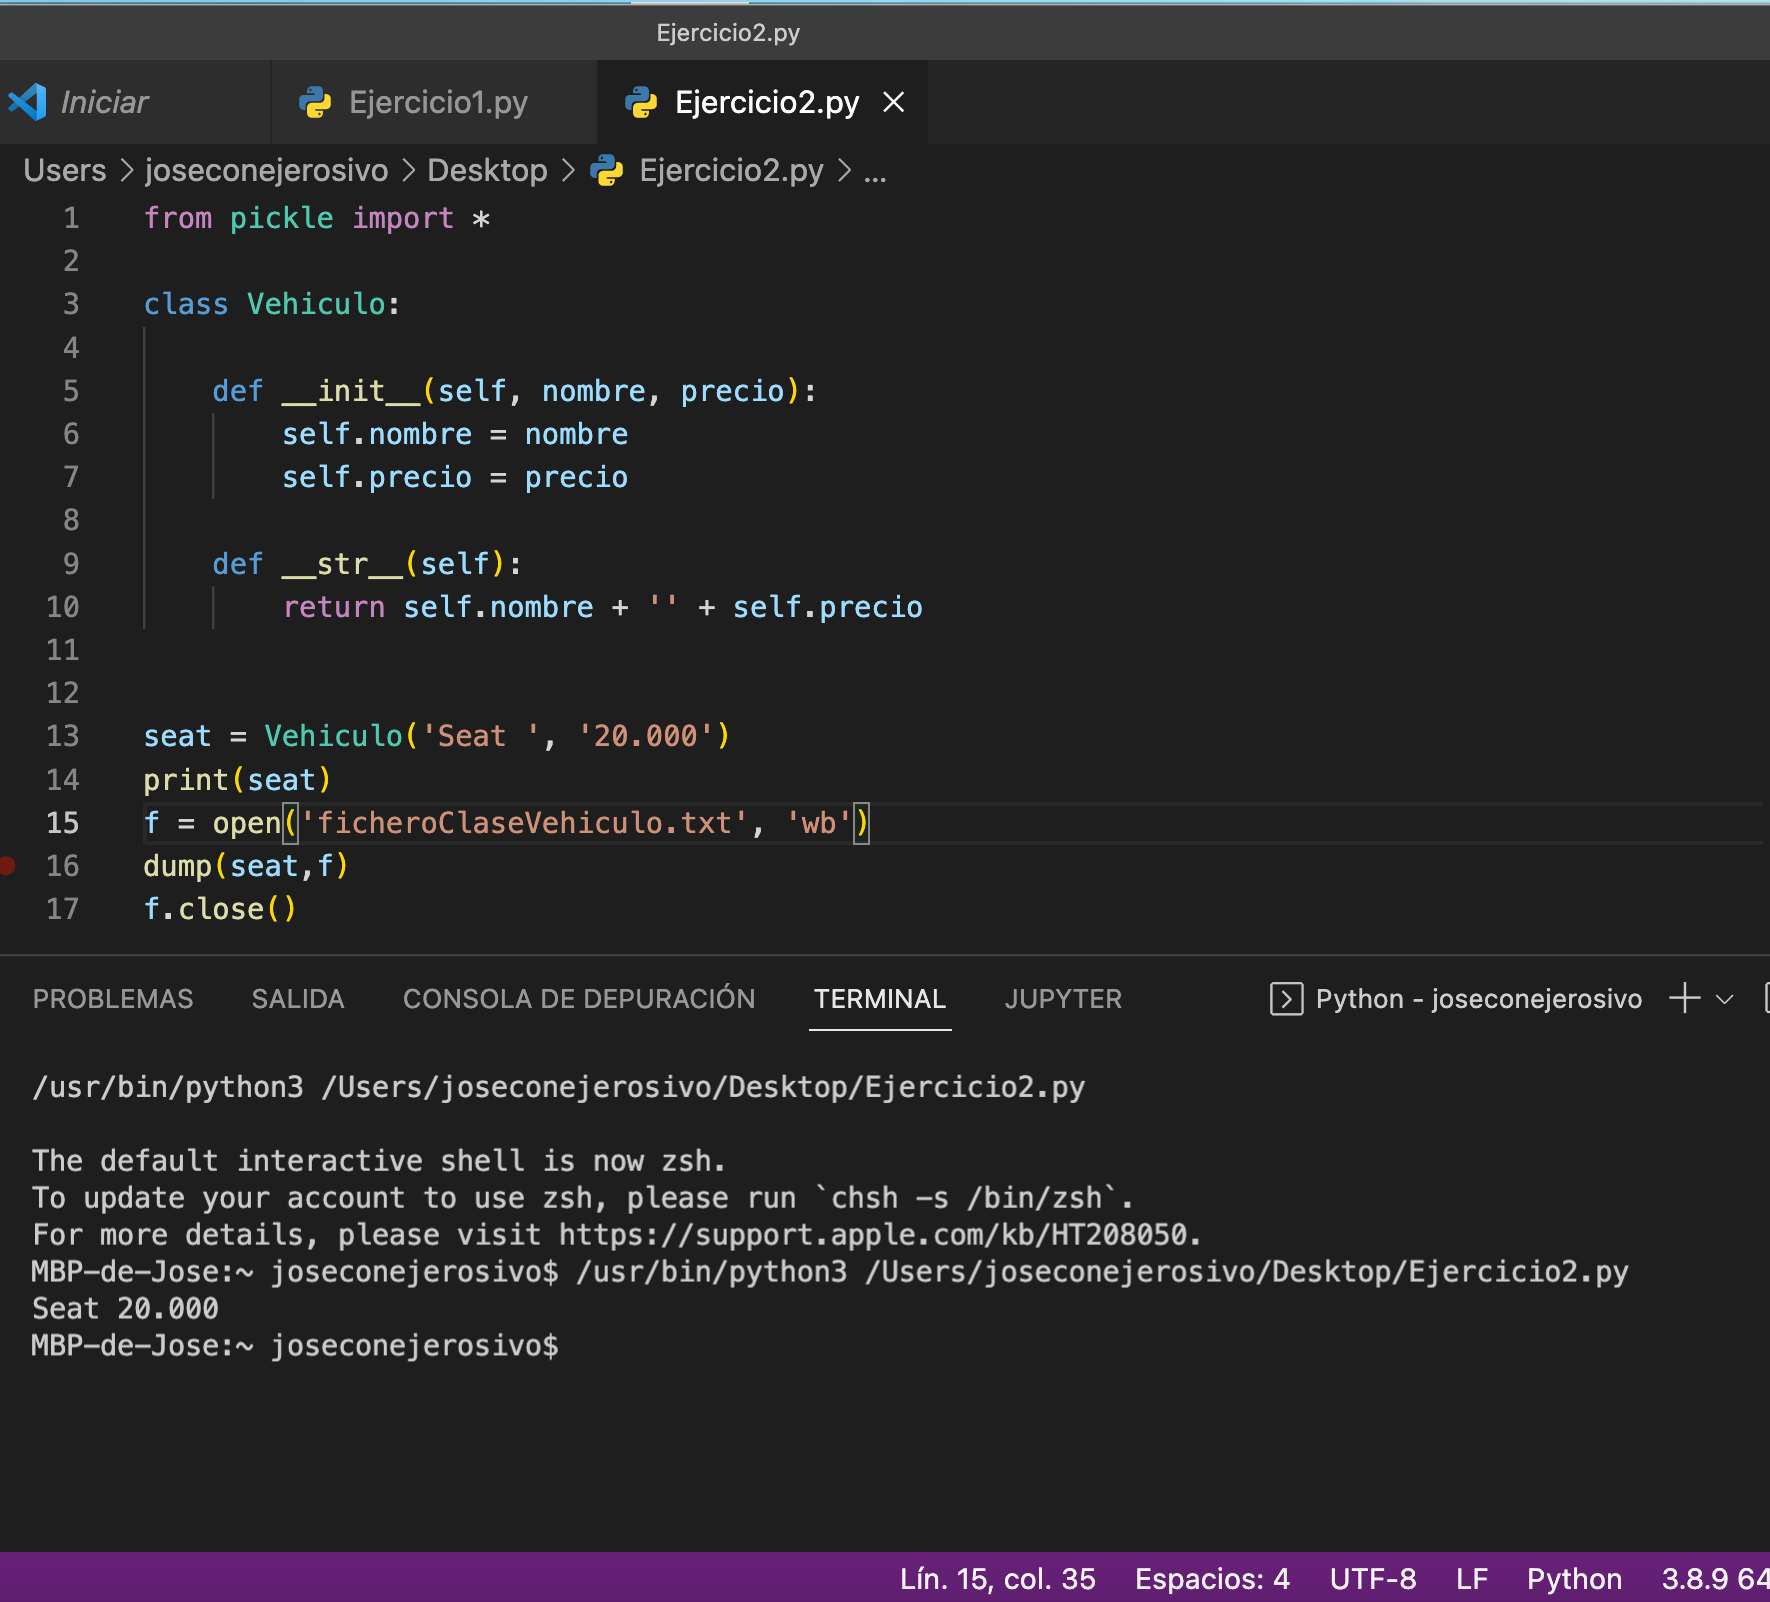 Ejercicio2.py
Iniciar
Ejercicio1.py
Ejercicio2.py
Users > joseconejerosivo > Desktop > Ejercicio2.py > ...
1 from pickle import *
2
3 class Vehiculo:
4
5     def __init__(self, nombre, precio):
6         self.nombre = nombre
7         self.precio = precio
8
9     def __str__(self):
10         return self.nombre + '' + self.precio
11
12
13 seat = Vehiculo('Seat ', '20.000')
14 print(seat)
15 f = open('ficheroClaseVehiculo.txt', 'wb')
16 dump(seat,f)
17 f.close()
PROBLEMAS SALIDA CONSOLA DE DEPURACIÓN TERMINAL JUPYTER Python - joseconejerosivo
/usr/bin/python3 /Users/joseconejerosivo/Desktop/Ejercicio2.py
The default interactive shell is now zsh.
To update your account to use zsh, please run `chsh -s /bin/zsh`.
For more details, please visit https://support.apple.com/kb/HT208050.
MBP-de-Jose:~ joseconejerosivo$ /usr/bin/python3 /Users/joseconejerosivo/Desktop/Ejercicio2.py
Seat 20.000
MBP-de-Jose:~ joseconejerosivo$
Lín. 15, col. 35 Espacios: 4 UTF-8 LF Python 3.8.9 64